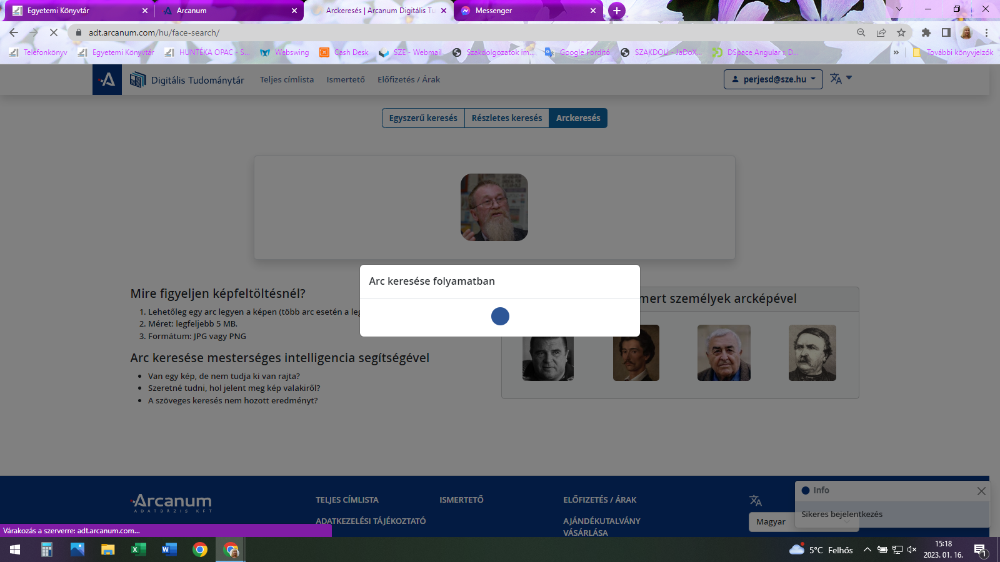 Egyetemi Könyvtár
Arcanum
Arckeresés | Arcanum Digitális Tu
Messenger
adt.arcanum.com/hu/face-search/
Telefonkönyv
Egyetemi Könyvtár
HUNTÉKA OPAC - S...
Webswing
Cash Desk
SZE - Webmail
Szakdolgozatok im...
Google Fordító
SZAKDOLI - JaDoX...
DSpace Angular :: D...
»
További könyvjelzők
Digitális Tudománytár
Teljes címlista
Ismertető
Előfizetés / Árak
perjesd@sze.hu
Egyszerű keresés
Részletes keresés
Arckeresés
Arc keresése folyamatban
Mire figyeljen képfeltöltésnél?
1. Lehetőleg egy arc legyen a képen (több arc esetén a leg
2. Méret: legfeljebb 5 MB.
3. Formátum: JPG vagy PNG
Arc keresése mesterséges intelligencia segítségével
• Van egy kép, de nem tudja ki van rajta?
• Szeretné tudni, hol jelent meg kép valakiről?
• A szöveges keresés nem hozott eredményt?
mert személyek arcképével
Arcanum
ADATBÁZIS KFT
TELJES CÍMLISTA
ISMERTETŐ
ELŐFIZETÉS / ÁRAK
ADATKEZELÉSI TÁJÉKOZTATÓ
AJÁNDÉKUTALVÁNY
VÁSÁRLÁSA
Magyar
Info
Sikeres bejelentkezés
Várakozás a szerverre: adt.arcanum.com...
5°C Felhős
15:18
2023. 01. 16.
1